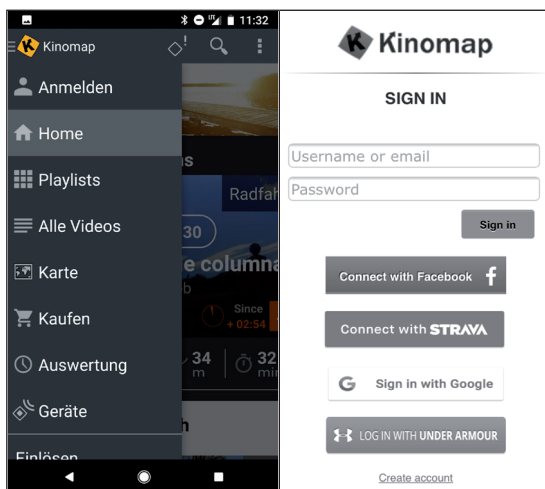 11:32
Kinomap
Anmelden
Home
Playlists
Alle Videos
Karte
Kaufen
Auswertung
Geräte
Einlösen
s
Radfah
30
e columna
b
Since
+ 02:54
34
m
32
min
h
Kinomap
SIGN IN
Username or email
Password
Sign in
Connect with Facebook f
Connect with STRAVA
G Sign in with Google
LOG IN WITH UNDER ARMOUR
Create account